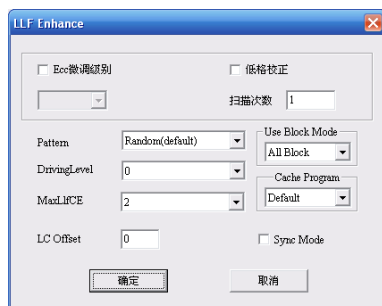 LLF Enhance
Ecc微调级别 低格校正
扫描次数 1
Pattern Random(default) Use Block Mode
All Block
DrivingLevel 0
Cache Program
MaxLlfCE 2 Default
LC Offset 0 Sync Mode
确定 取消